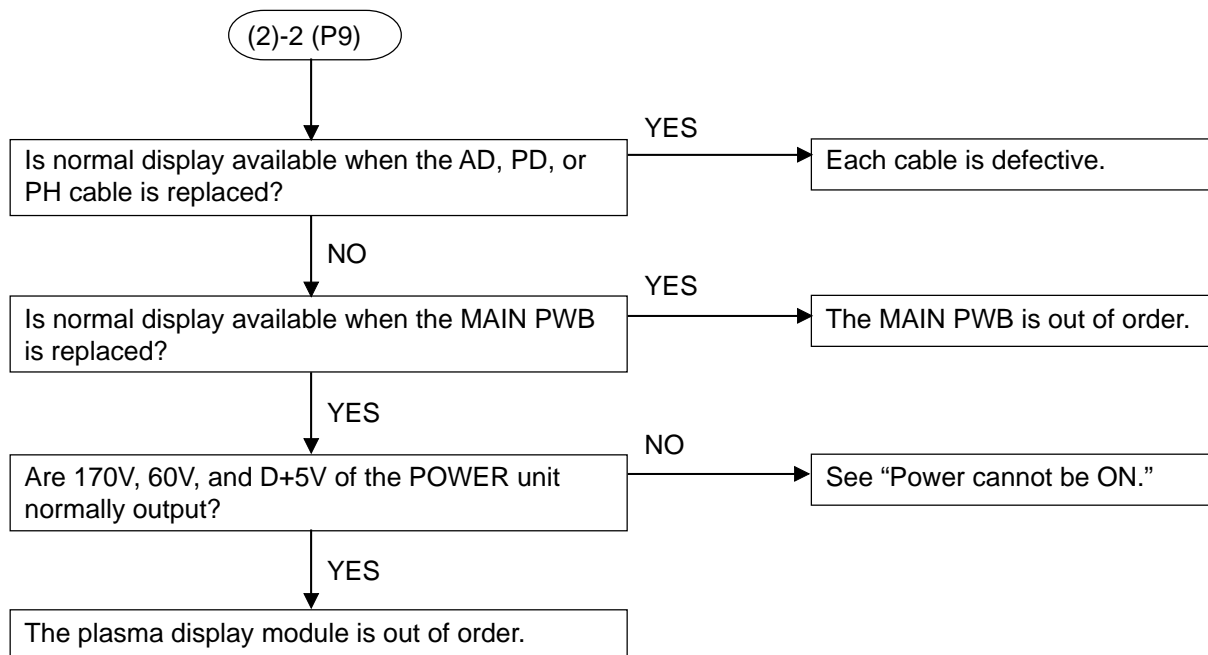 (2)-2 (P9)
YES
Is normal display available when the AD, PD, or
PH cable is replaced?
Each cable is defective.
NO
YES
Is normal display available when the MAIN PWB
is replaced?
The MAIN PWB is out of order.
YES
NO
Are 170V, 60V, and D+5V of the POWER unit
normally output?
See “Power cannot be ON.”
YES
The plasma display module is out of order.